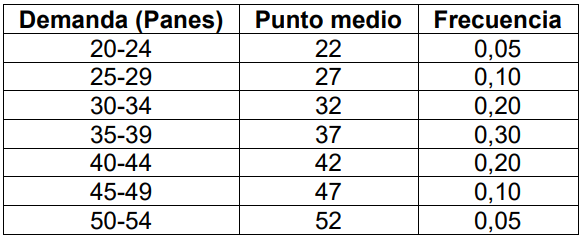 Demanda (Panes) Punto medio Frecuencia
20-24 22 0,05
25-29 27 0,10
30-34 32 0,20
35-39 37 0,30
40-44 42 0,20
45-49 47 0,10
50-54 52 0,05